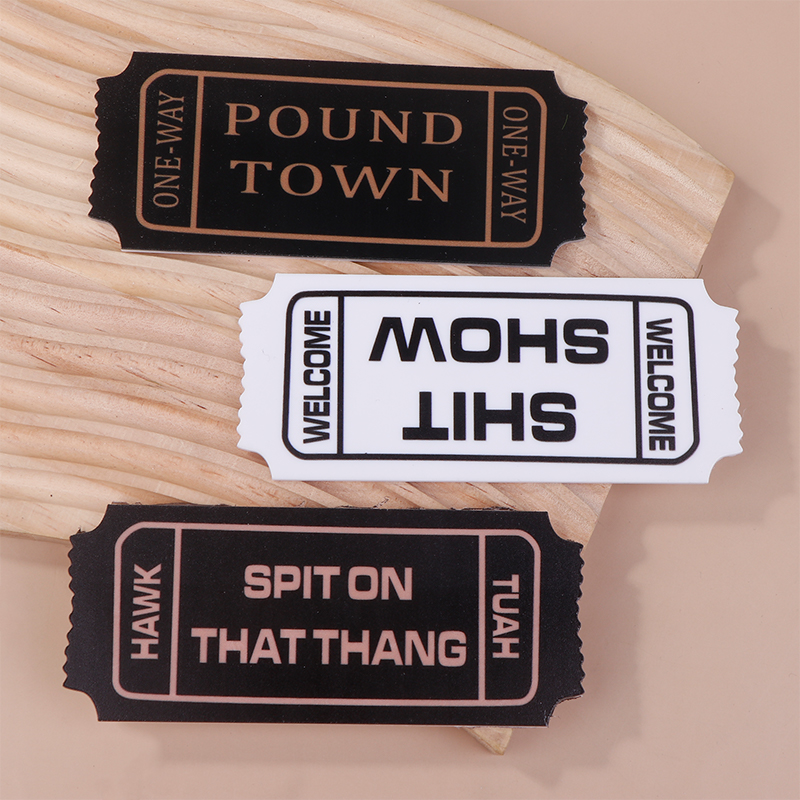 ONE-WAY
POUND
TOWN
ONE-WAY
WELCOME
SHIT
SHOW
WELCOME
HAWK
SPIT ON
THAT THANG
TUAH